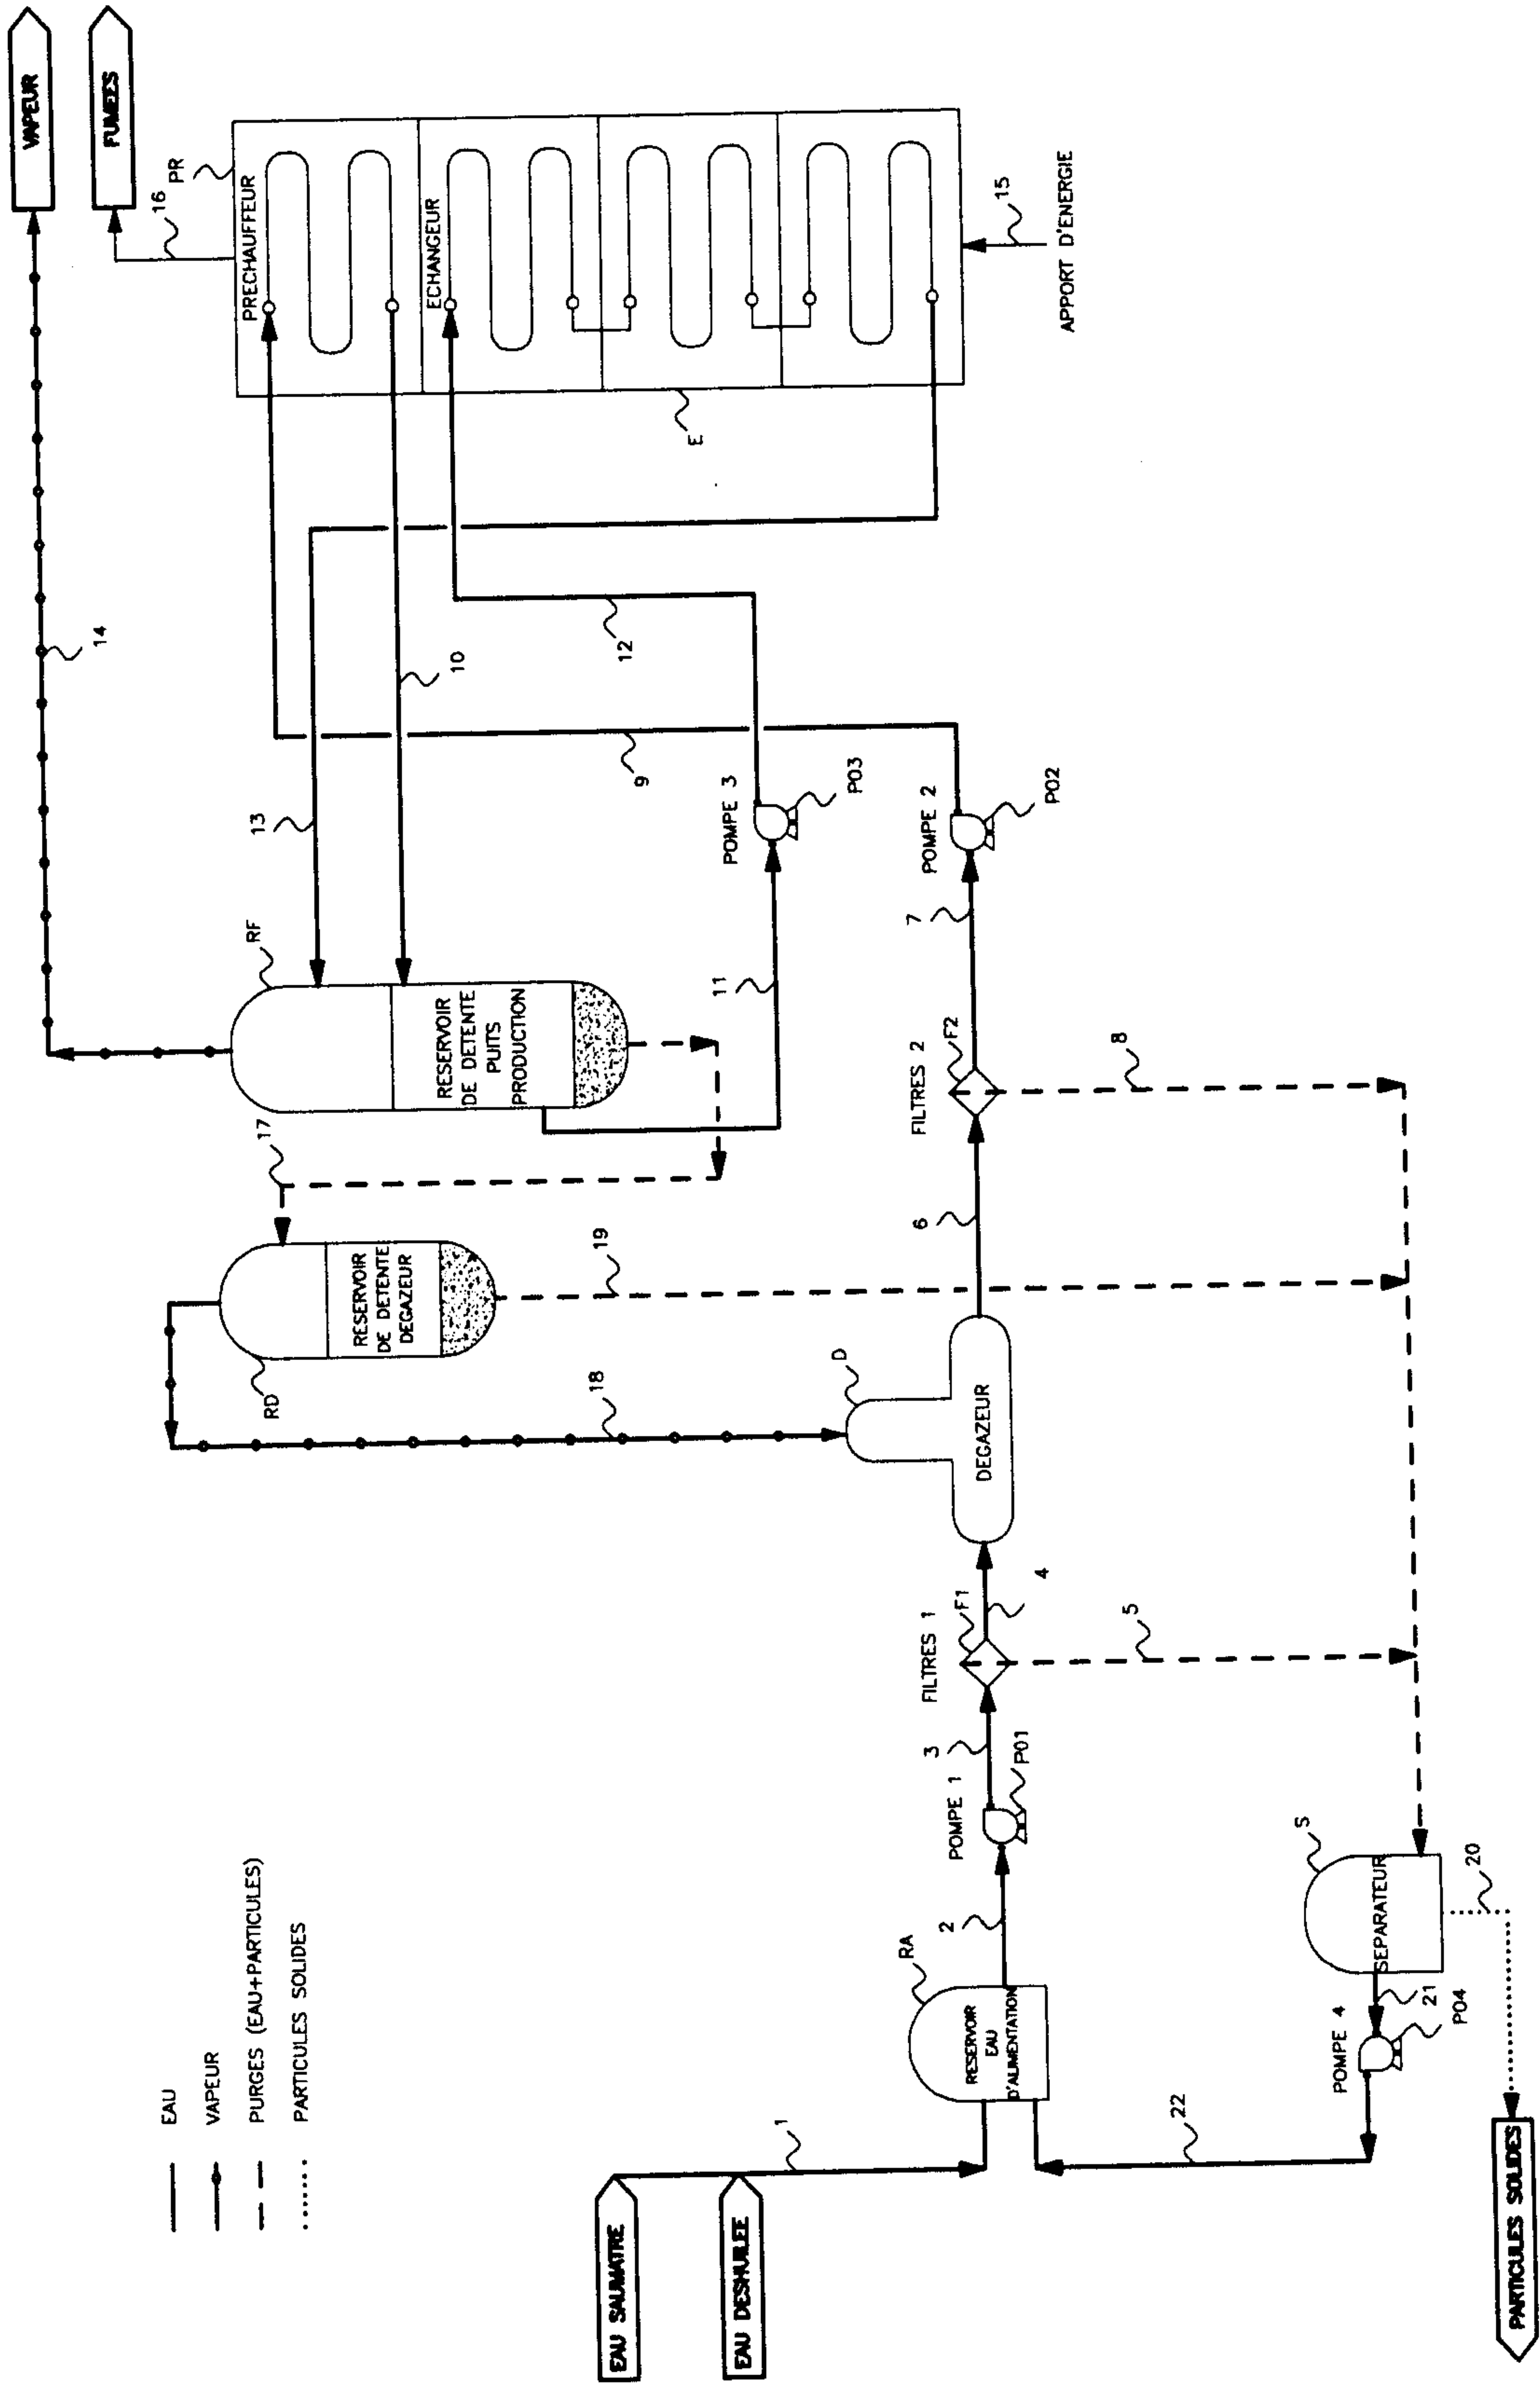 VAPEUR
FUMEES
16
PR
PRECHAUFFEUR
ECHANGEUR
E
15
APPORT D'ENERGIE
14
13
10
12
9
RF
RESERVOIR
DE DETENTE
PUITS
PRODUCTION
11
POMPE 3
PO3
POMPE 2
PO2
7
17
RESERVOIR
DE DETENTE
DEGAZEUR
RD
19
18
FILTRES 2
F2
8
6
D
DEGAZEUR
4
FILTRES 1
F1
5
3
POMPE 1
PO1
2
RA
RESERVOIR
EAU
D'ALIMENTATION
S
SEPARATEUR
20
21
POMPE 4
PO4
22
1
EAU SAUMATRE
EAU DESHUILEE
PARTICULES SOLIDES
EAU
VAPEUR
PURGES (EAU+PARTICULES)
PARTICULES SOLIDES